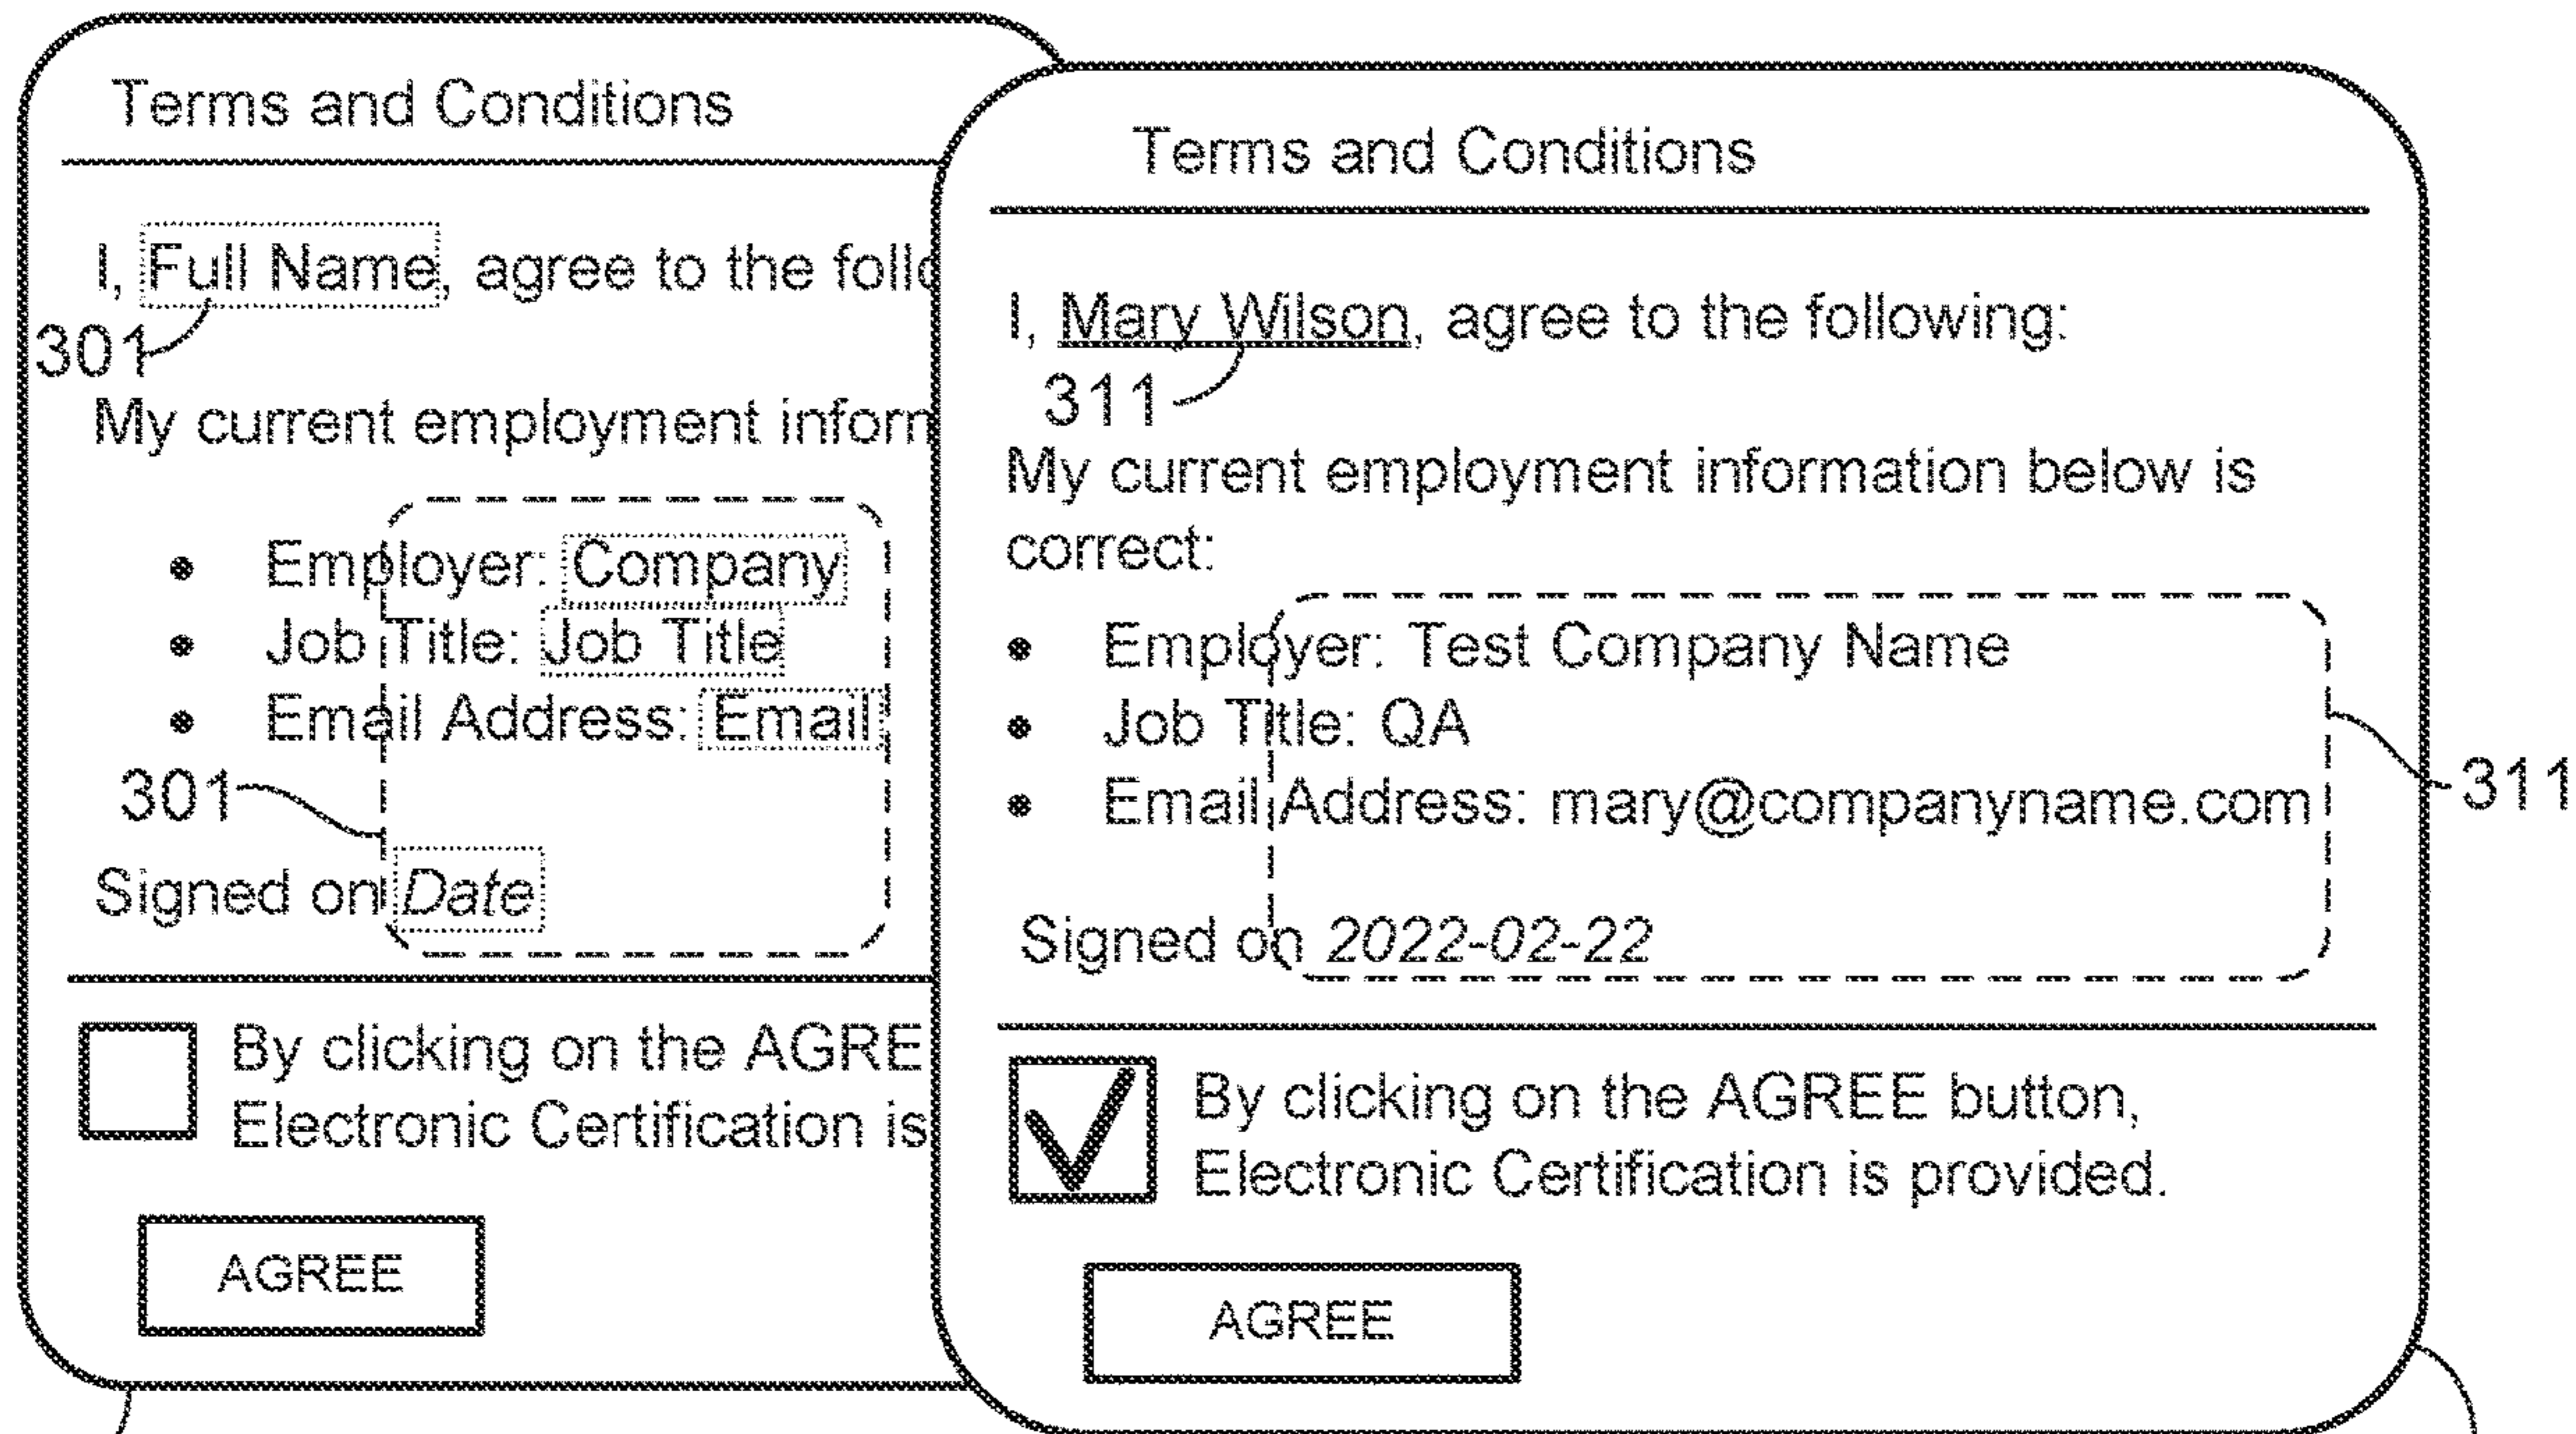 Terms and Conditions
I, Full Name, agree to the follo
301
My current employment inform
• Employer: Company
• Job Title: Job Title
• Email Address: Email
301
Signed on Date
By clicking on the AGRE
Electronic Certification is
AGREE
Terms and Conditions
I, Mary Wilson, agree to the following:
311
My current employment information below is
correct:
• Employer: Test Company Name
• Job Title: QA
• Email Address: mary@companyname.com
311
Signed on 2022-02-22
By clicking on the AGREE button,
Electronic Certification is provided.
AGREE